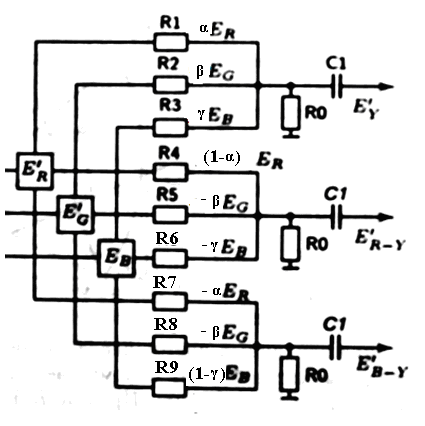 R1 αE_R
R2 βE_G C1
R3 γE_B R0 E'_Y
E'_R R4 (1-α) E_R
E'_G R5 -βE_G C1
E_B R6 -γE_B R0 E'_R-Y
R7 -αE_R
R8 -βE_G C1
R9 (1-γ)E_B R0 E'_B-Y